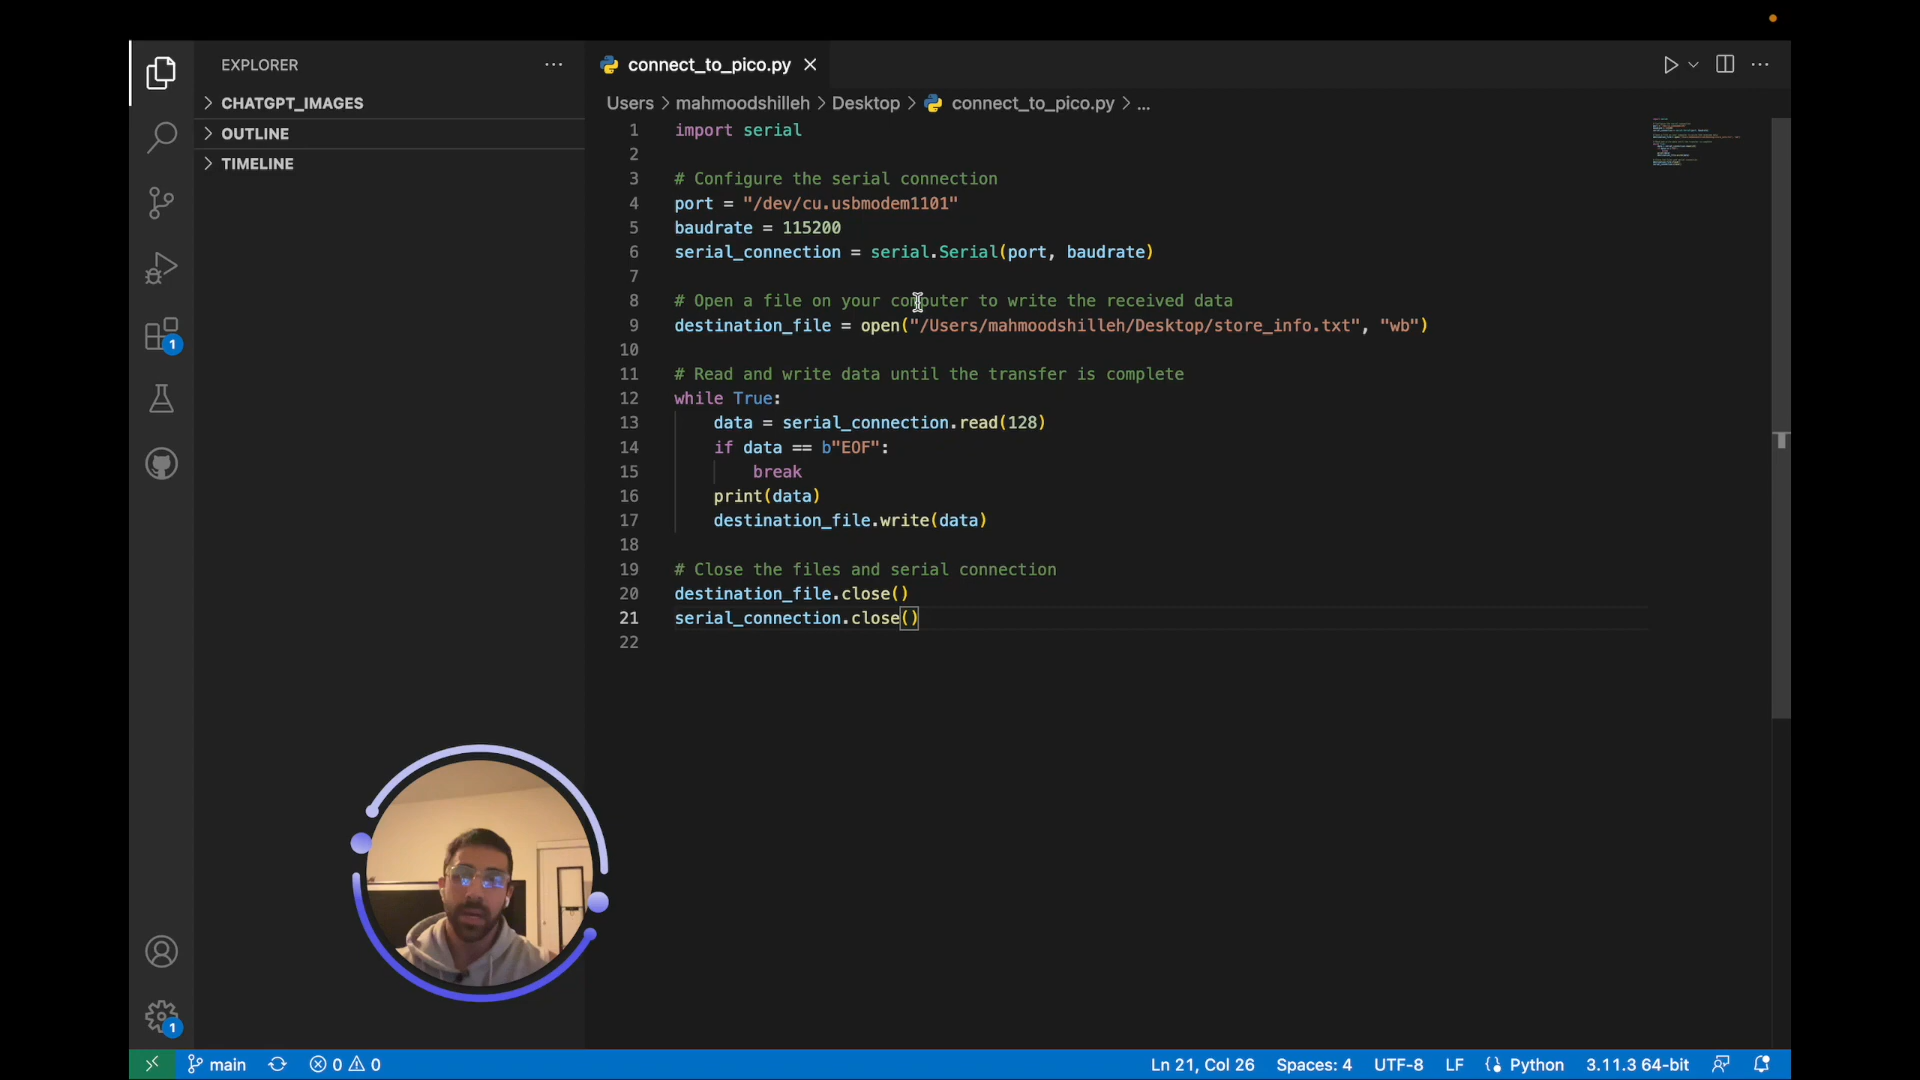 EXPLORER
CHATGPT_IMAGES
OUTLINE
TIMELINE
connect_to_pico.py
Users > mahmoodshilleh > Desktop > connect_to_pico.py > ...
1 import serial
2
3 # Configure the serial connection
4 port = "/dev/cu.usbmodem1101"
5 baudrate = 115200
6 serial_connection = serial.Serial(port, baudrate)
7
8 # Open a file on your computer to write the received data
9 destination_file = open("/Users/mahmoodshilleh/Desktop/store_info.txt", "wb")
10
11 # Read and write data until the transfer is complete
12 while True:
13     data = serial_connection.read(128)
14     if data == b"EOF":
15         break
16     print(data)
17     destination_file.write(data)
18
19 # Close the files and serial connection
20 destination_file.close()
21 serial_connection.close()
22
1
1
main
0 0
Ln 21, Col 26
Spaces: 4
UTF-8
LF
Python
3.11.3 64-bit